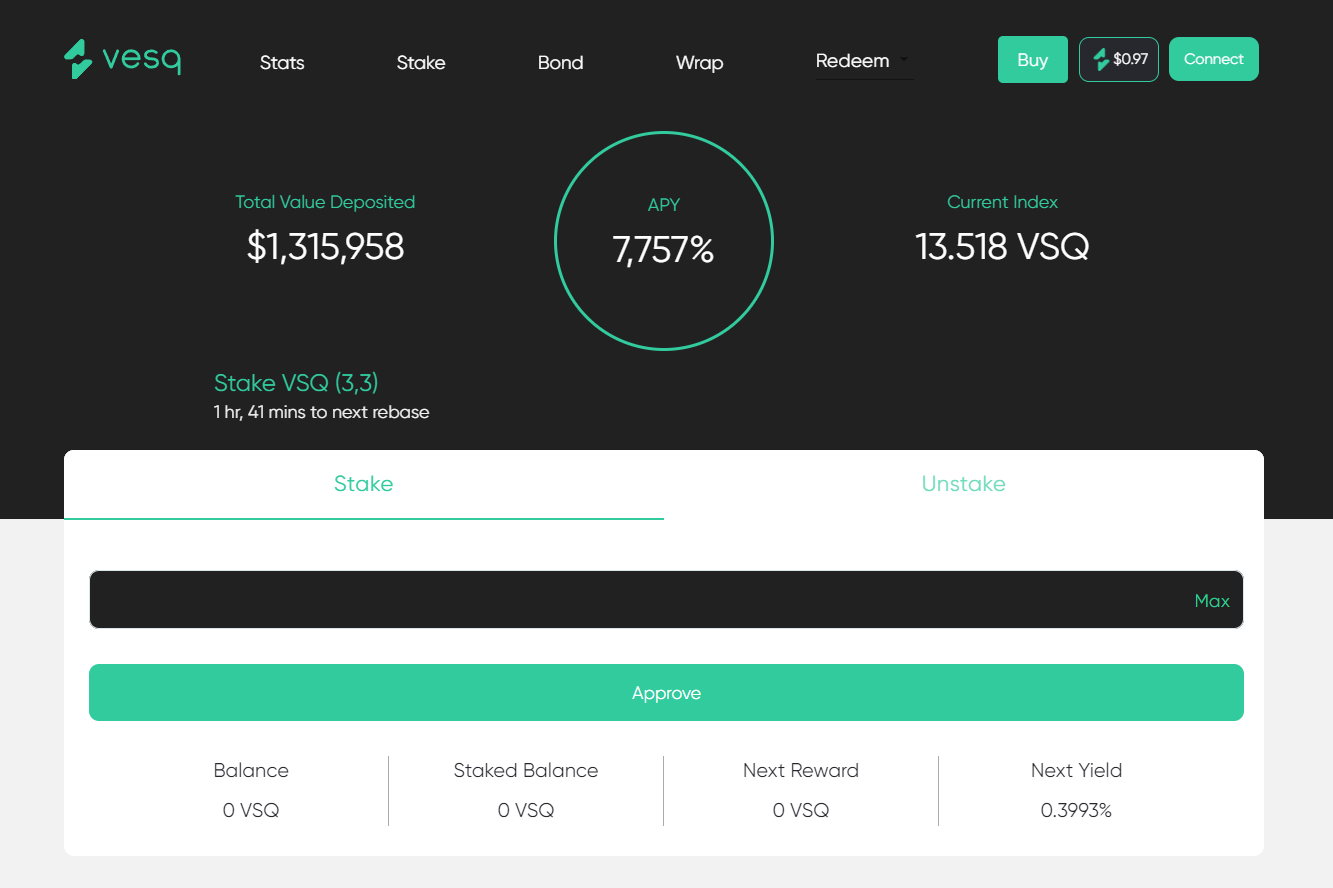 vesq
Stats
Stake
Bond
Wrap
Redeem
Buy
$0.97
Connect
Total Value Deposited
$1,315,958
APY
7,757%
Current Index
13.518 VSQ
Stake VSQ (3,3)
1 hr, 41 mins to next rebase
Stake
Unstake
Max
Approve
Balance
0 VSQ
Staked Balance
0 VSQ
Next Reward
0 VSQ
Next Yield
0.3993%